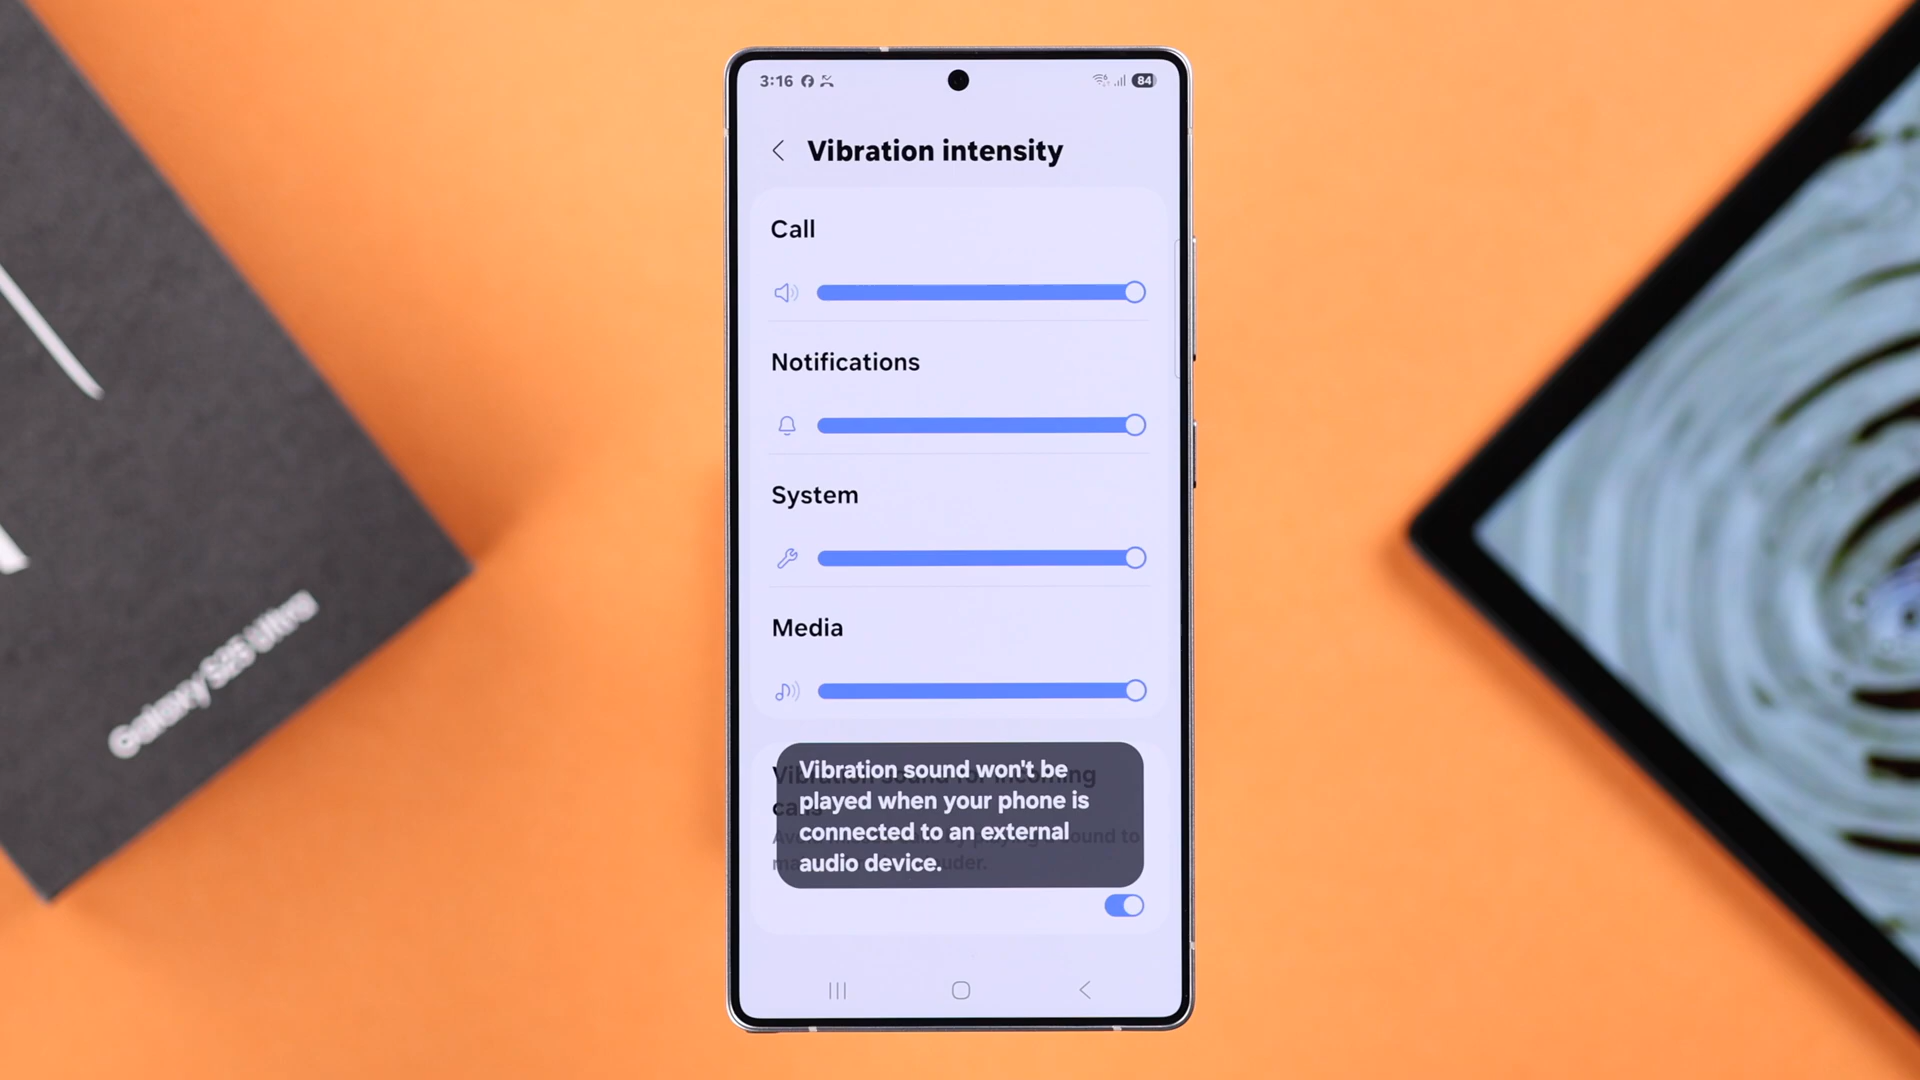 3:16
84
Vibration intensity
Call
Notifications
System
Media
Vibration sound won't be
played when your phone is
connected to an external
audio device.
Galaxy S25 Ultra